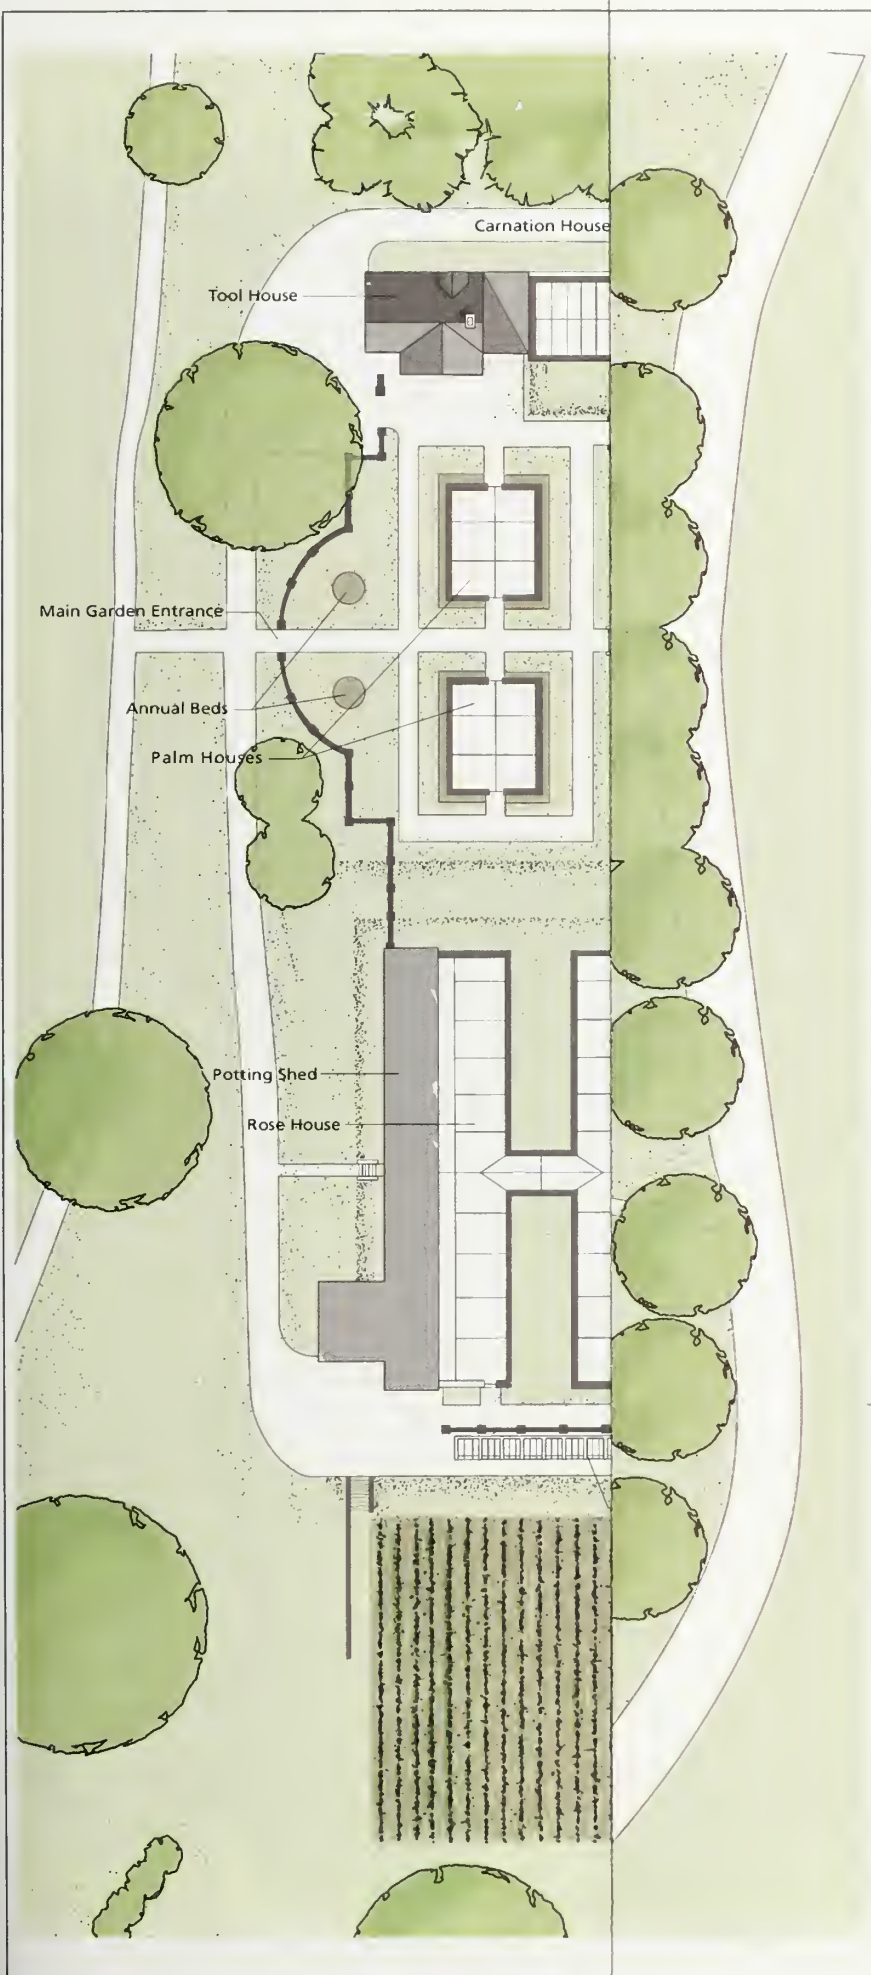 Carnation House
Tool House
Main Garden Entrance
Annual Beds
Palm Houses
Potting Shed
Rose House